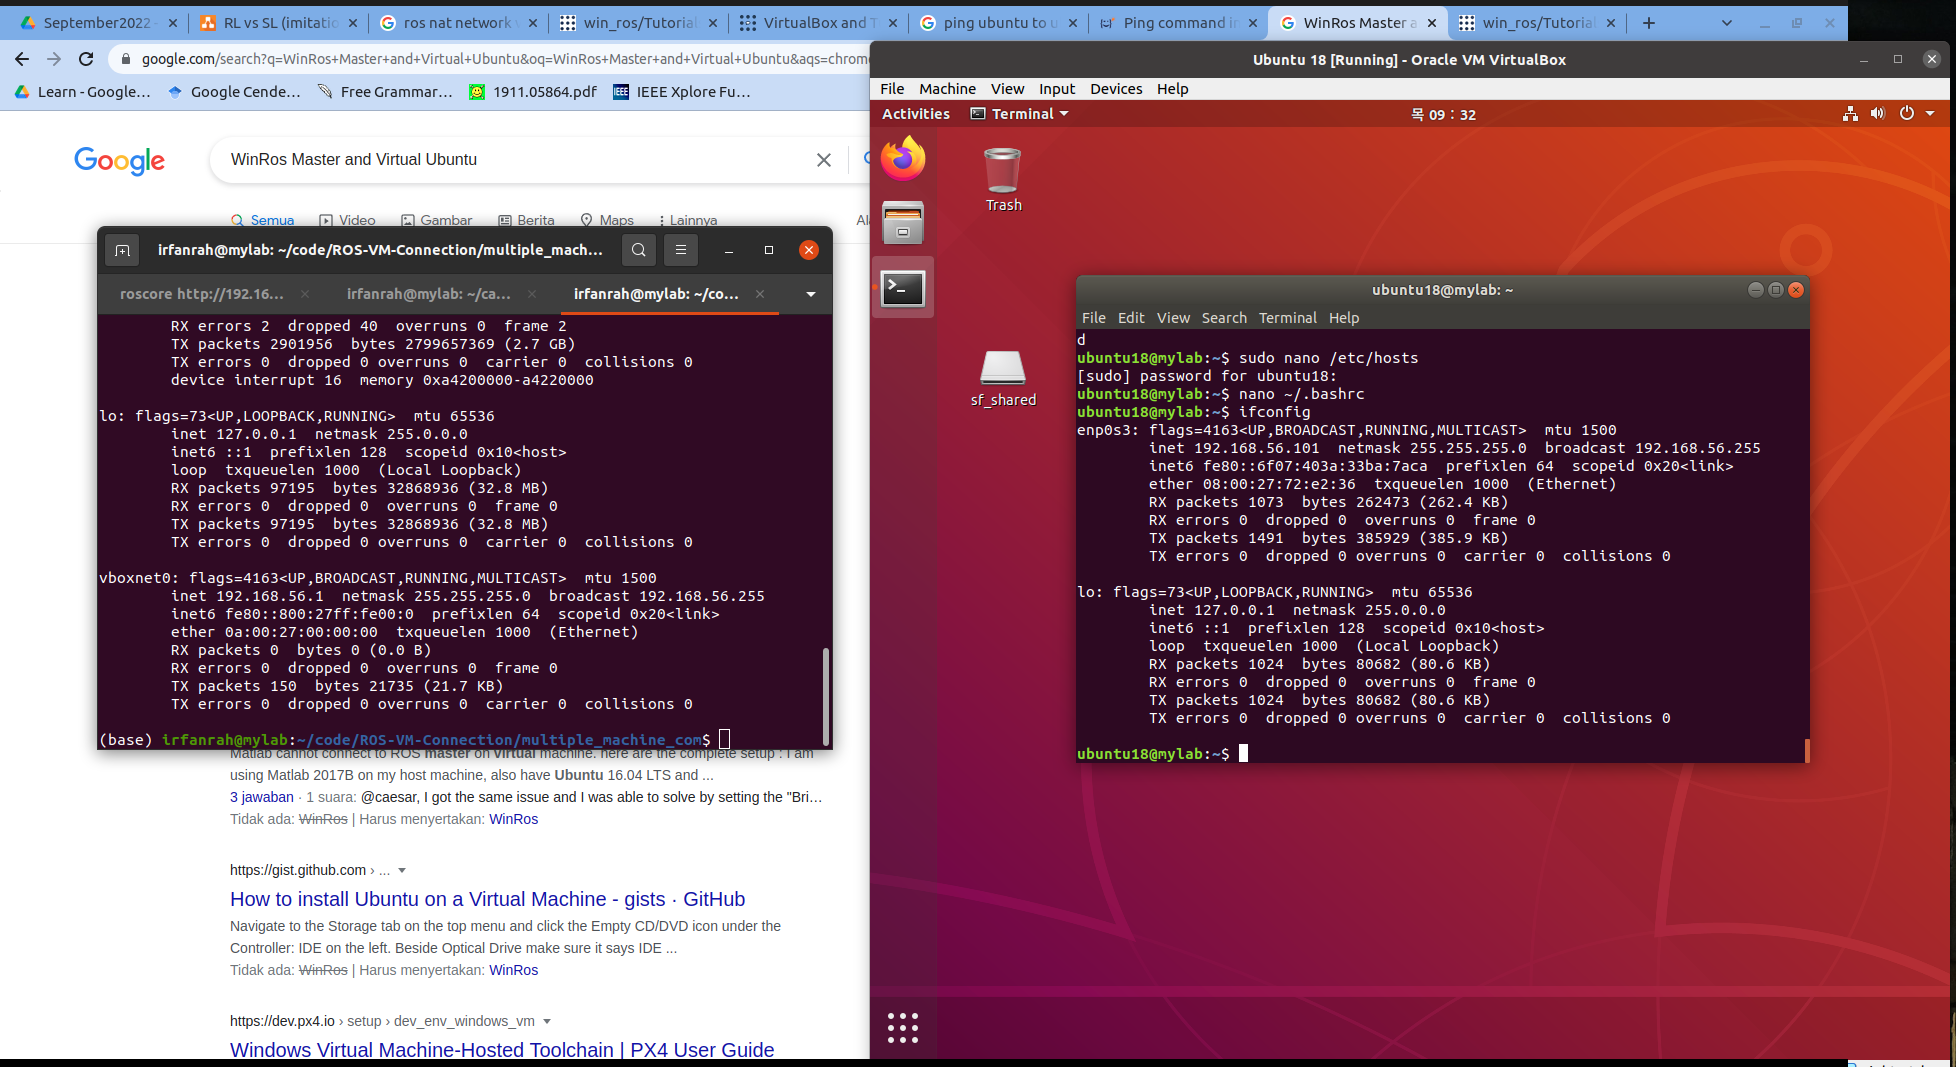 September2022 -
RL vs SL (imitatio
ros nat network v
win_ros/Tutorial
VirtualBox and T
ping ubuntu to u
Ping command in
WinRos Master a
win_ros/Tutorial
google.com/search?q=WinRos+Master+and+Virtual+Ubuntu&oq=WinRos+Master+and+Virtual+Ubuntu&aqs=chrome
Learn - Google...
Google Cende...
Free Grammar...
1911.05864.pdf
IEEE Xplore Fu...
Google
WinRos Master and Virtual Ubuntu
Semua
Video
Gambar
Berita
Maps
Lainnya
irfanrah@mylab: ~/code/ROS-VM-Connection/multiple_mach...
roscore http://192.16...
irfanrah@mylab: ~/ca...
irfanrah@mylab: ~/co...
RX errors 2  dropped 40  overruns 0  frame 2
TX packets 2901956  bytes 2799657369 (2.7 GB)
TX errors 0  dropped 0 overruns 0  carrier 0  collisions 0
device interrupt 16  memory 0xa4200000-a4220000
lo: flags=73<UP,LOOPBACK,RUNNING>  mtu 65536
inet 127.0.0.1  netmask 255.0.0.0
inet6 ::1  prefixlen 128  scopeid 0x10<host>
loop  txqueuelen 1000  (Local Loopback)
RX packets 97195  bytes 32868936 (32.8 MB)
RX errors 0  dropped 0  overruns 0  frame 0
TX packets 97195  bytes 32868936 (32.8 MB)
TX errors 0  dropped 0 overruns 0  carrier 0  collisions 0
vboxnet0: flags=4163<UP,BROADCAST,RUNNING,MULTICAST>  mtu 1500
inet 192.168.56.1  netmask 255.255.255.0  broadcast 192.168.56.255
inet6 fe80::800:27ff:fe00:0  prefixlen 64  scopeid 0x20<link>
ether 0a:00:27:00:00:00  txqueuelen 1000  (Ethernet)
RX packets 0  bytes 0 (0.0 B)
RX errors 0  dropped 0  overruns 0  frame 0
TX packets 150  bytes 21735 (21.7 KB)
TX errors 0  dropped 0 overruns 0  carrier 0  collisions 0
(base) irfanrah@mylab:~/code/ROS-VM-Connection/multiple_machine_com$
Matlab cannot connect to ROS master on Virtual machine. here are the complete setup : I am
using Matlab 2017B on my host machine, also have Ubuntu 16.04 LTS and ...
3 jawaban · 1 suara: @caesar, I got the same issue and I was able to solve by setting the "Bri...
Tidak ada: WinRos | Harus menyertakan: WinRos
https://gist.github.com › ...
How to install Ubuntu on a Virtual Machine - gists · GitHub
Navigate to the Storage tab on the top menu and click the Empty CD/DVD icon under the
Controller: IDE on the left. Beside Optical Drive make sure it says IDE ...
Tidak ada: WinRos | Harus menyertakan: WinRos
https://dev.px4.io › setup › dev_env_windows_vm
Windows Virtual Machine-Hosted Toolchain | PX4 User Guide
Ubuntu 18 [Running] - Oracle VM VirtualBox
File Machine View Input Devices Help
Activities
Terminal
목 09 : 32
Trash
sf_shared
ubuntu18@mylab: ~
File Edit View Search Terminal Help
d
ubuntu18@mylab:~$ sudo nano /etc/hosts
[sudo] password for ubuntu18:
ubuntu18@mylab:~$ nano ~/.bashrc
ubuntu18@mylab:~$ ifconfig
enp0s3: flags=4163<UP,BROADCAST,RUNNING,MULTICAST>  mtu 1500
inet 192.168.56.101  netmask 255.255.255.0  broadcast 192.168.56.255
inet6 fe80::6f07:403a:33ba:7aca  prefixlen 64  scopeid 0x20<link>
ether 08:00:27:72:e2:36  txqueuelen 1000  (Ethernet)
RX packets 1073  bytes 262473 (262.4 KB)
RX errors 0  dropped 0  overruns 0  frame 0
TX packets 1491  bytes 385929 (385.9 KB)
TX errors 0  dropped 0 overruns 0  carrier 0  collisions 0
lo: flags=73<UP,LOOPBACK,RUNNING>  mtu 65536
inet 127.0.0.1  netmask 255.0.0.0
inet6 ::1  prefixlen 128  scopeid 0x10<host>
loop  txqueuelen 1000  (Local Loopback)
RX packets 1024  bytes 80682 (80.6 KB)
RX errors 0  dropped 0  overruns 0  frame 0
TX packets 1024  bytes 80682 (80.6 KB)
TX errors 0  dropped 0 overruns 0  carrier 0  collisions 0
ubuntu18@mylab:~$